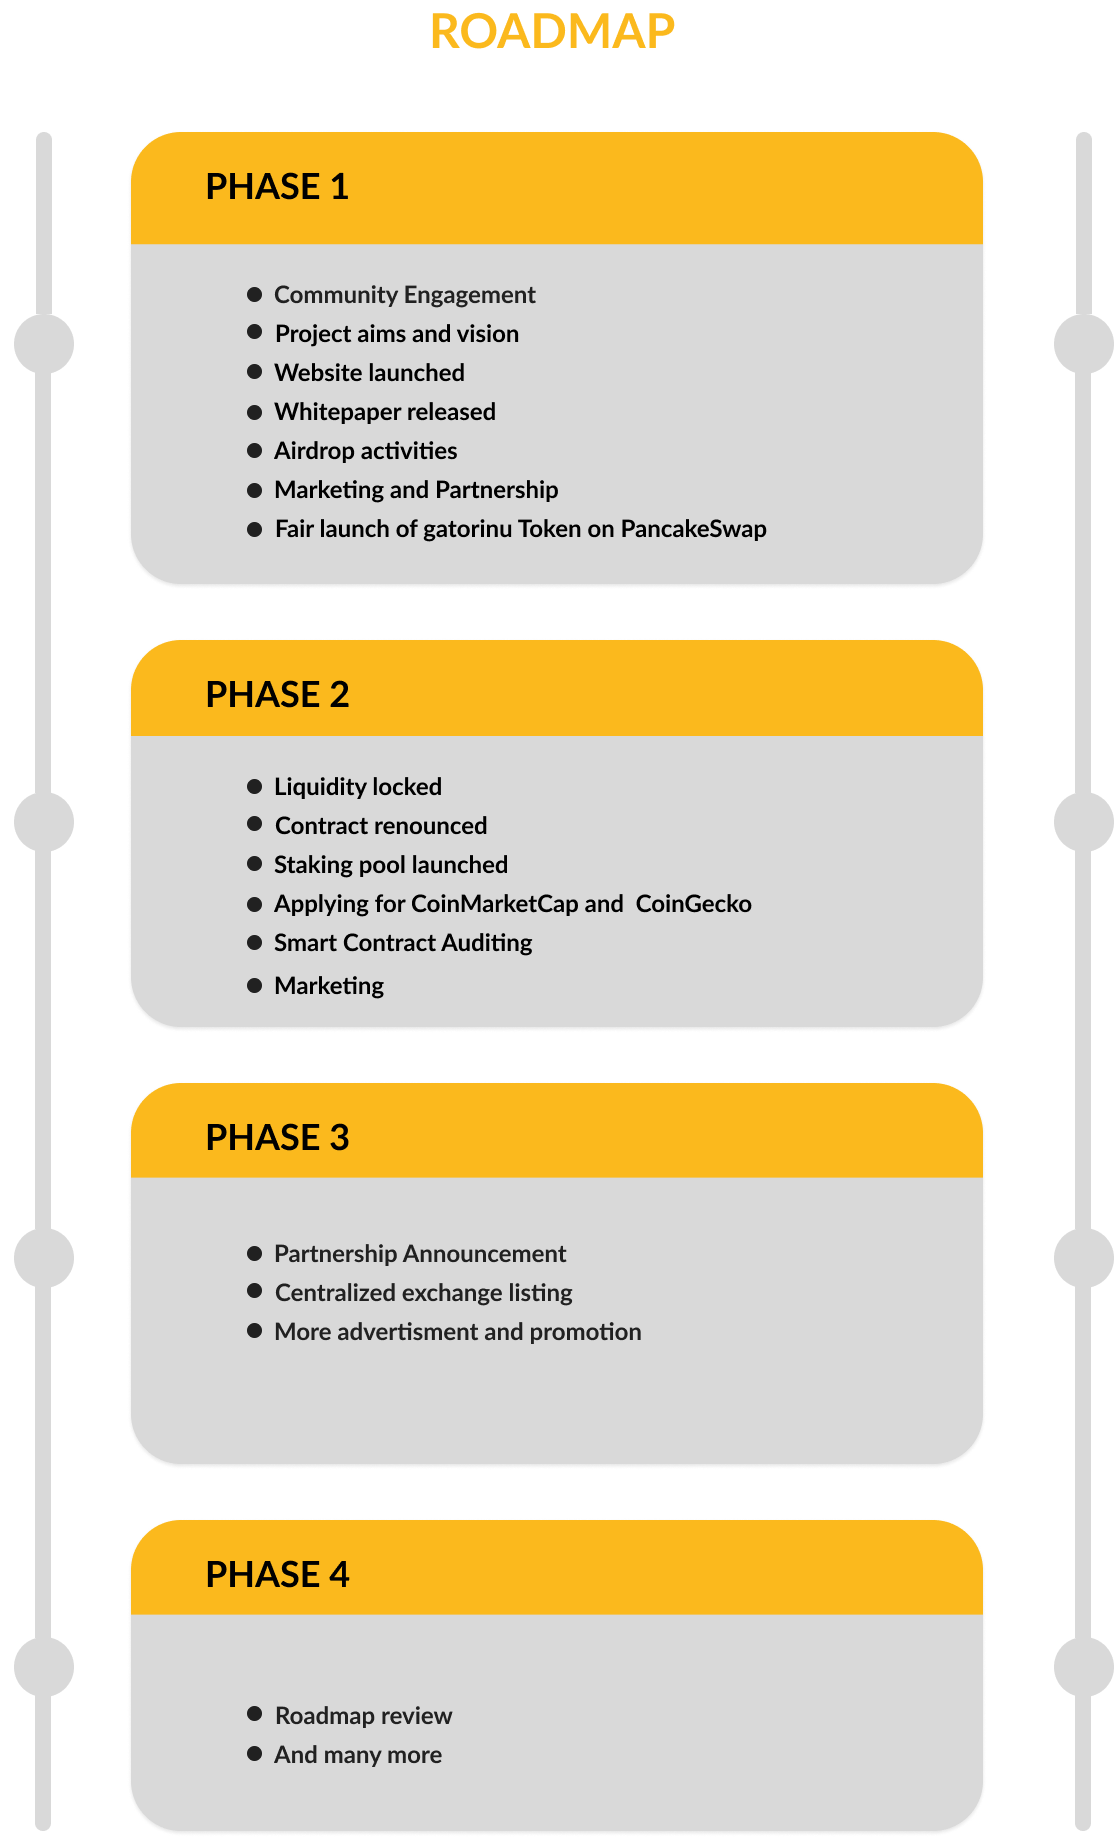 ROADMAP
PHASE 1
Community Engagement
Project aims and vision
Website launched
Whitepaper released
Airdrop activities
Marketing and Partnership
Fair launch of gatorinu Token on PancakeSwap
PHASE 2
Liquidity locked
Contract renounced
Staking pool launched
Applying for CoinMarketCap and  CoinGecko
Smart Contract Auditing
Marketing
PHASE 3
Partnership Announcement
Centralized exchange listing
More advertisment and promotion
PHASE 4
Roadmap review
And many more